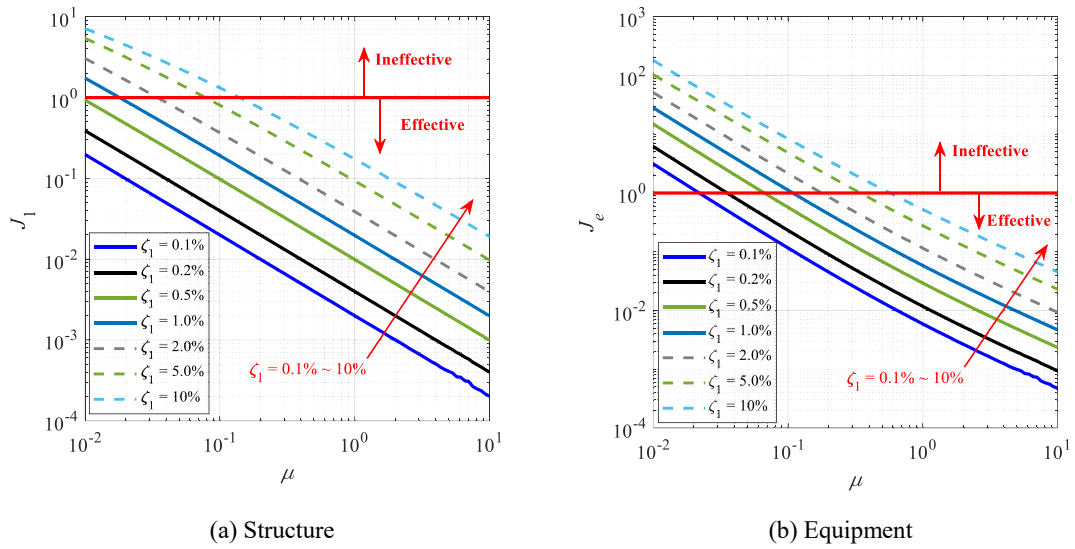 10^1
10^0
10^-1
10^-2
10^-3
10^-4
J_1
Ineffective
Effective
ζ_1 = 0.1%
ζ_1 = 0.2%
ζ_1 = 0.5%
ζ_1 = 1.0%
ζ_1 = 2.0%
ζ_1 = 5.0%
ζ_1 = 10%
ζ_1 = 0.1% ~ 10%
10^-2
10^-1
10^0
10^1
μ
(a) Structure
10^3
10^2
10^0
10^-2
10^-4
J_e
Ineffective
Effective
ζ_1 = 0.1%
ζ_1 = 0.2%
ζ_1 = 0.5%
ζ_1 = 1.0%
ζ_1 = 2.0%
ζ_1 = 5.0%
ζ_1 = 10%
ζ_1 = 0.1% ~ 10%
10^-2
10^-1
10^0
10^1
μ
(b) Equipment